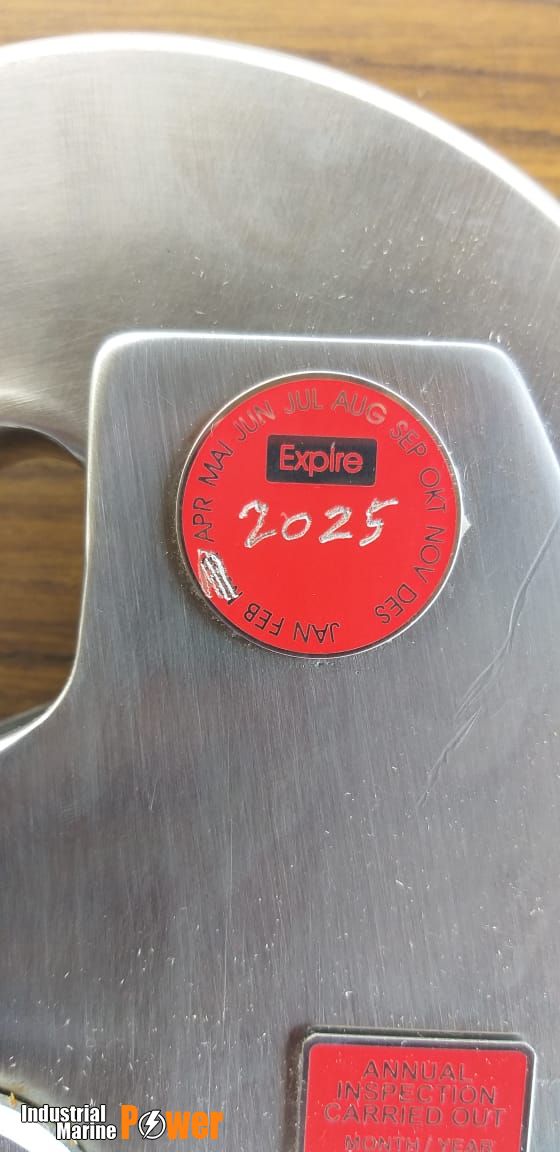 JAN FEB APR MAI JUN JUL AUG SEP OKT NOV DES
Expire
2025
ANNUAL
INSPECTION
CARRIED OUT
MONTH / YEAR
Industrial
Marine Power